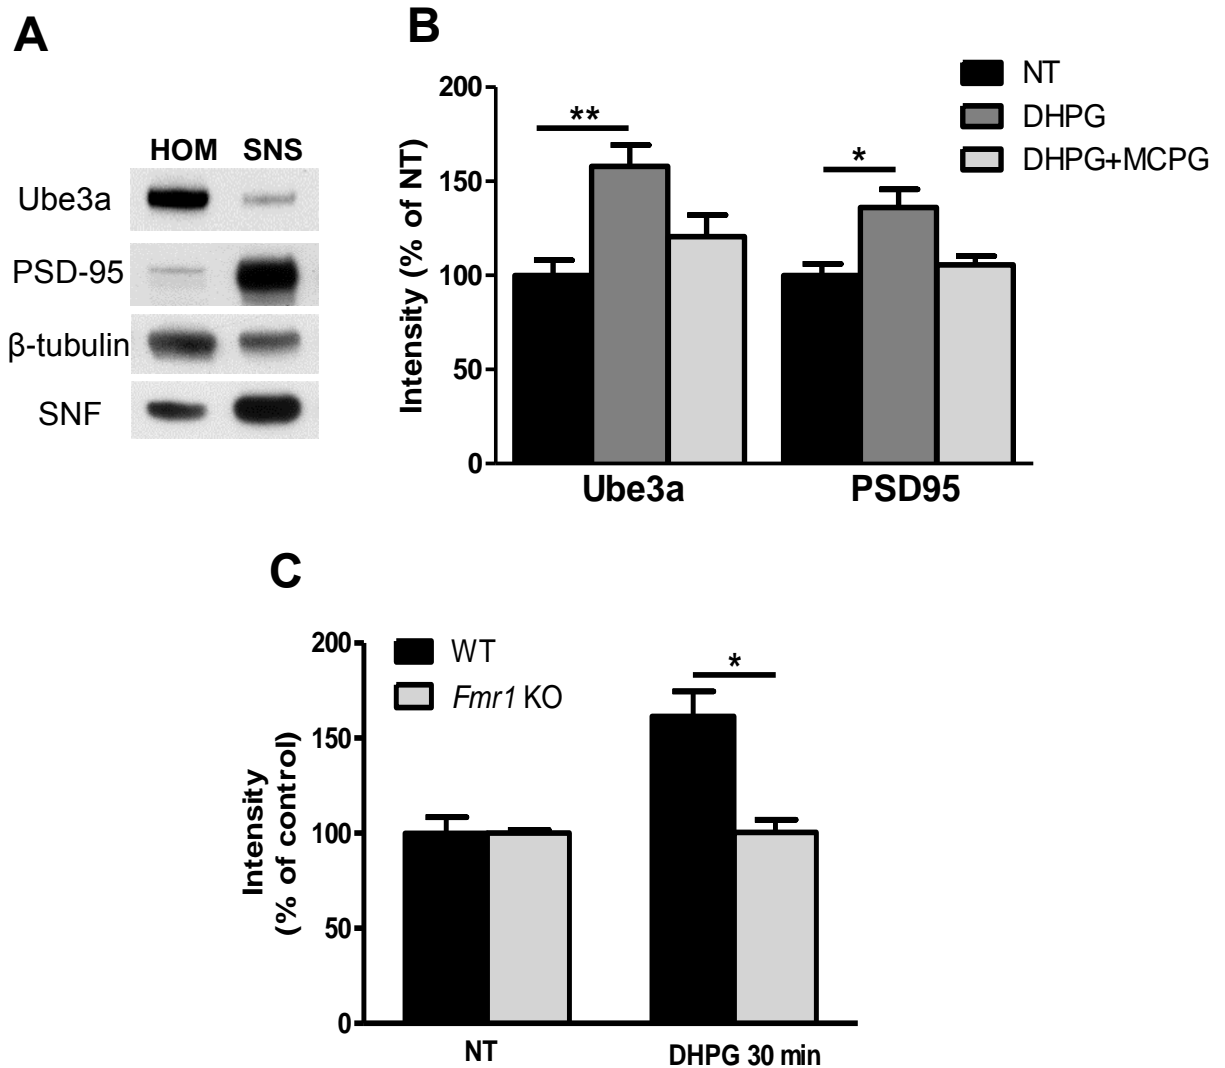 A
HOM SNS
Ube3a
PSD-95
β-tubulin
SNF
B
NT
DHPG
DHPG+MCPG
Intensity (% of NT)
200
150
100
50
0
**
*
Ube3a PSD95
C
WT
Fmr1 KO
Intensity
(% of control)
200
150
100
50
0
*
NT DHPG 30 min